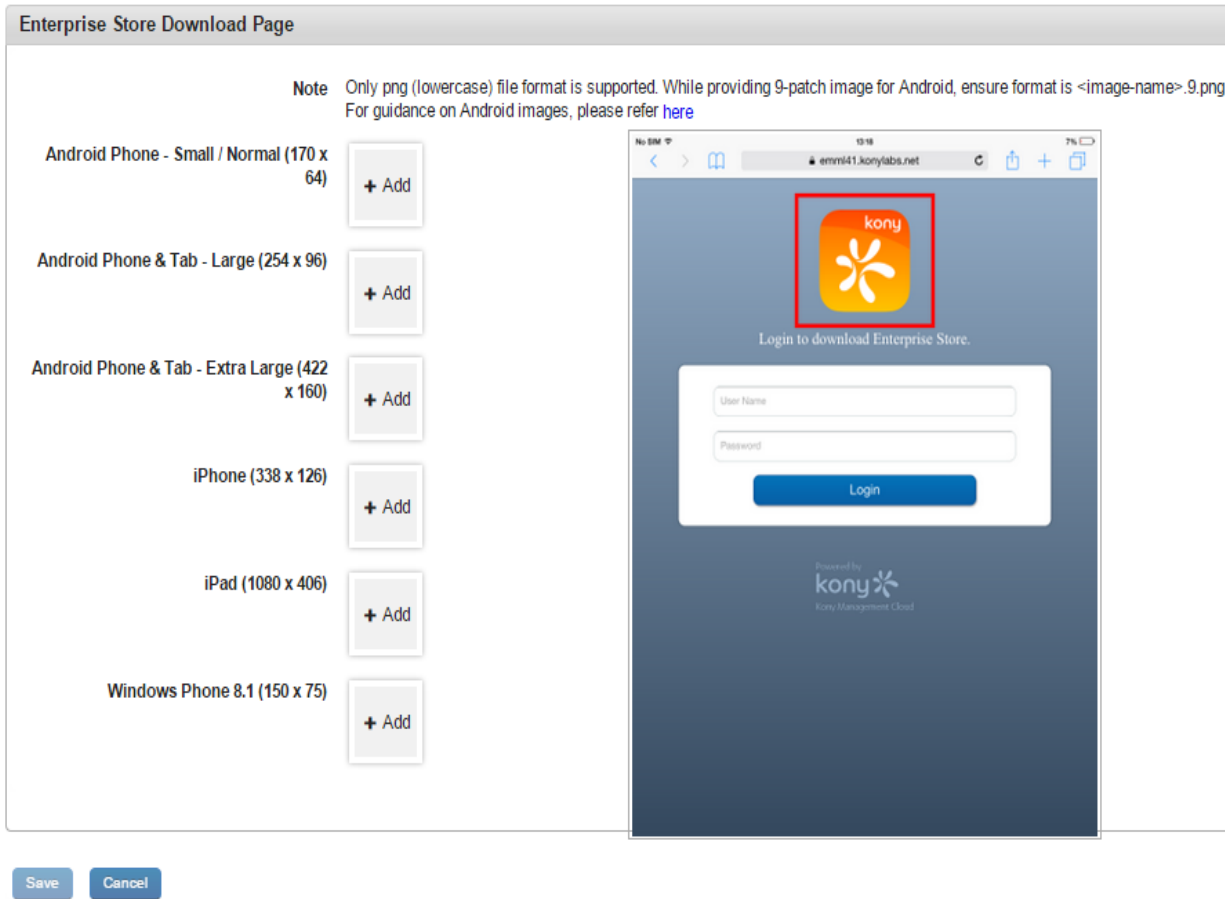 Enterprise Store Download Page
Note Only png (lowercase) file format is supported. While providing 9-patch image for Android, ensure format is <image-name>.9.png
For guidance on Android images, please refer here
Android Phone - Small / Normal (170 x
64)
+ Add
Android Phone & Tab - Large (254 x 96)
+ Add
Android Phone & Tab - Extra Large (422
x 160)
+ Add
iPhone (338 x 126)
+ Add
iPad (1080 x 406)
+ Add
Windows Phone 8.1 (150 x 75)
+ Add
No SIM 13:18 7%
emml41.konylabs.net
kony
Login to download Enterprise Store.
User Name
Password
Login
Powered by
kony
Kony Management Cloud
Save Cancel